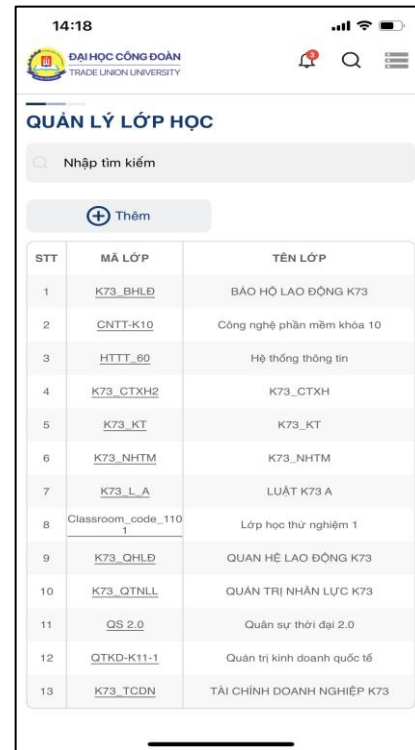 14:18
ĐẠI HỌC CÔNG ĐOÀN
TRADE UNION UNIVERSITY
3
QUẢN LÝ LỚP HỌC
Nhập tìm kiếm
Thêm
STT MÃ LỚP TÊN LỚP
1 K73_BHLĐ BẢO HỘ LAO ĐỘNG K73
2 CNTT-K10 Công nghệ phần mềm khóa 10
3 HTTT_60 Hệ thống thông tin
4 K73_CTXH2 K73_CTXH
5 K73_KT K73_KT
6 K73_NHTM K73_NHTM
7 K73_L_A LUẬT K73 A
8 Classroom_code_110
1 Lớp học thử nghiệm 1
9 K73_QHLĐ QUAN HỆ LAO ĐỘNG K73
10 K73_QTNLL QUẢN TRỊ NHÂN LỰC K73
11 QS 2.0 Quân sự thời đại 2.0
12 QTKD-K11-1 Quản trị kinh doanh quốc tế
13 K73_TCDN TÀI CHÍNH DOANH NGHIỆP K73